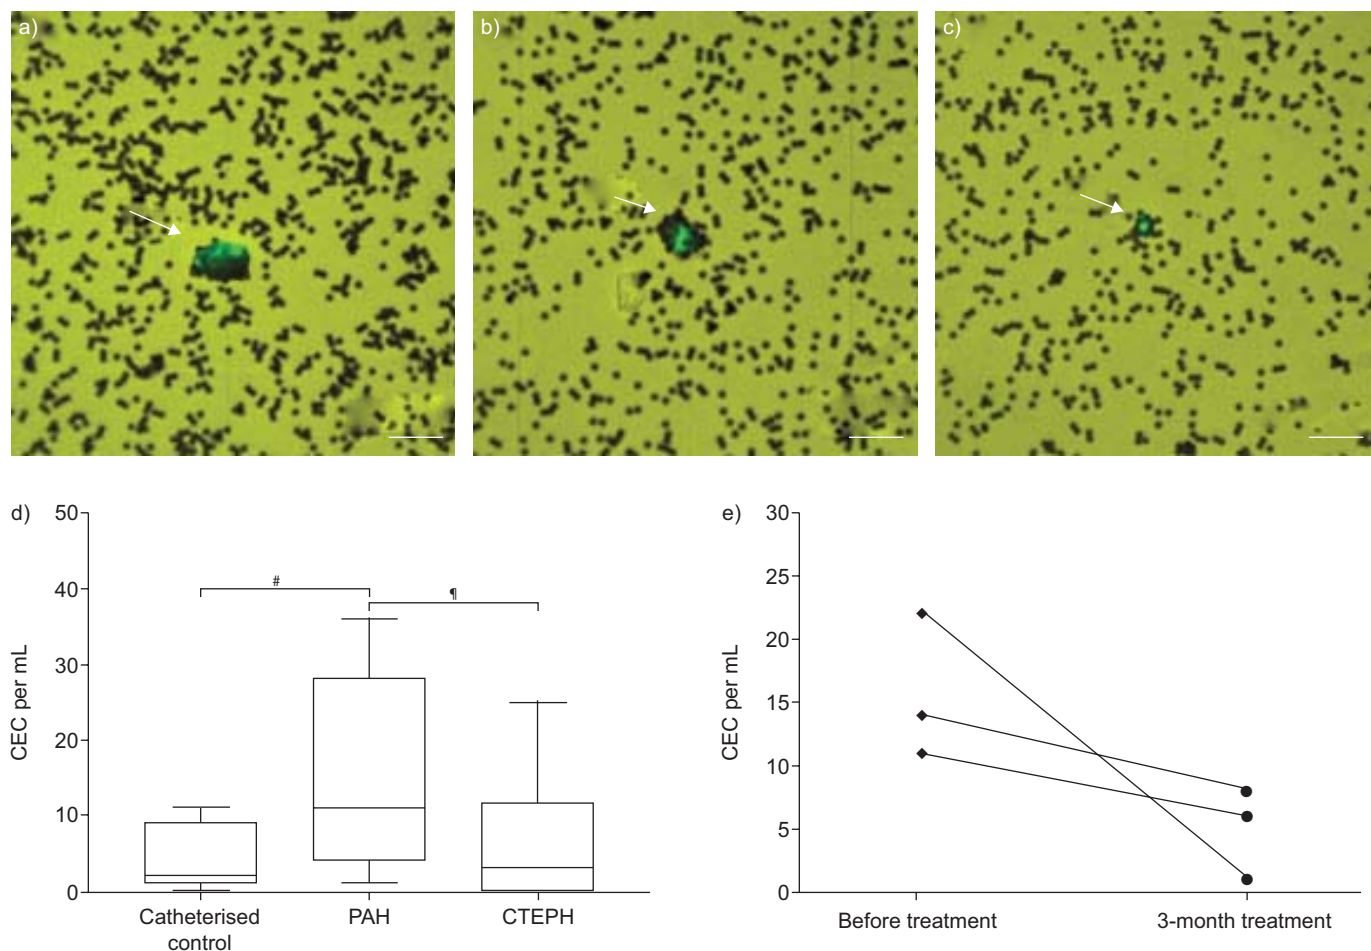 a)
b)
c)
d)
50
40
30
20
10
0
CEC per mL
#
¶
Catheterised
control
PAH
CTEPH
e)
30
25
20
15
10
5
0
CEC per mL
Before treatment
3-month treatment